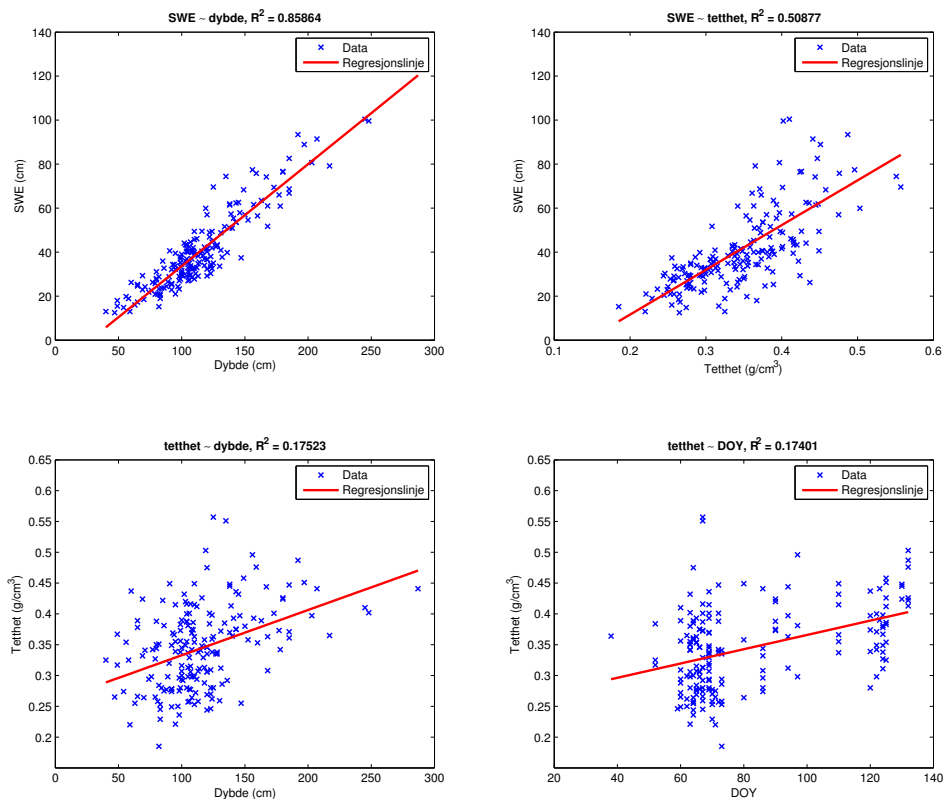 SWE ~ dybde, R² = 0.85864
140
120
100
80
60
40
20
0
SWE (cm)
Data
Regresjonslinje
0 50 100 150 200 250 300
Dybde (cm)
SWE ~ tetthet, R² = 0.50877
140
120
100
80
60
40
20
0
SWE (cm)
Data
Regresjonslinje
0.1 0.2 0.3 0.4 0.5 0.6
Tetthet (g/cm³)
tetthet ~ dybde, R² = 0.17523
0.65
0.6
0.55
0.5
0.45
0.4
0.35
0.3
0.25
0.2
Tetthet (g/cm³)
Data
Regresjonslinje
0 50 100 150 200 250 300
Dybde (cm)
tetthet ~ DOY, R² = 0.17401
0.65
0.6
0.55
0.5
0.45
0.4
0.35
0.3
0.25
0.2
Tetthet (g/cm³)
Data
Regresjonslinje
20 40 60 80 100 120 140
DOY